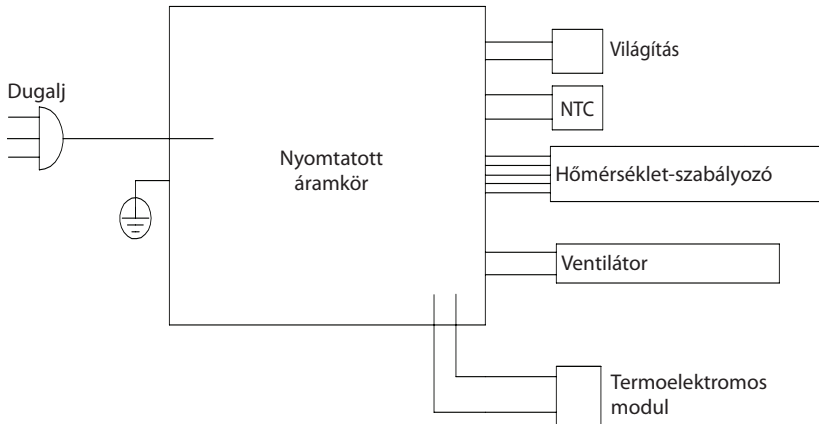 Világítás
Dugalj
NTC
Nyomtatott
áramkör
Hőmérséklet-szabályozó
Ventilátor
Termoelektromos
modul